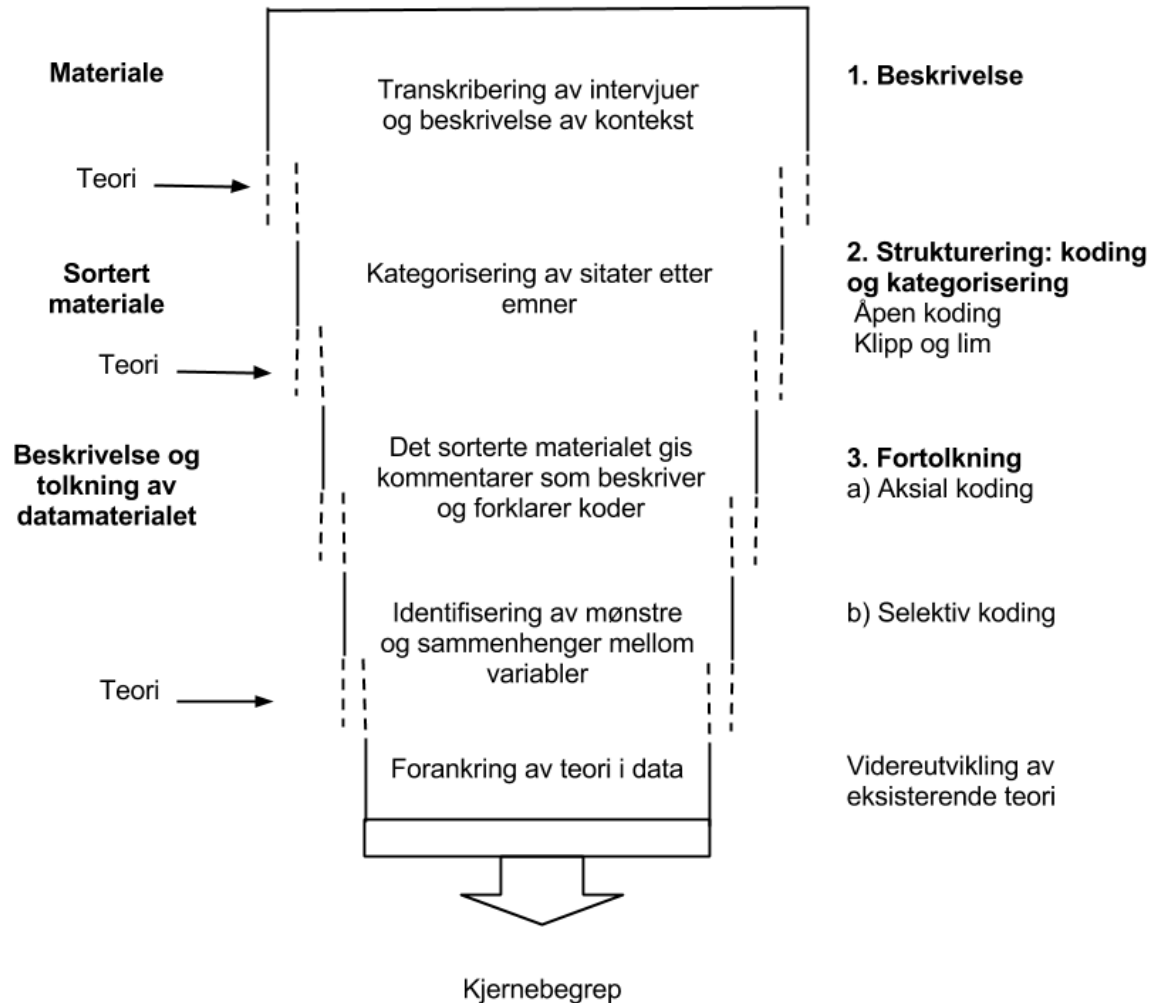 Materiale
Transkribering av intervjuer
og beskrivelse av kontekst
1. Beskrivelse
Teori
Sortert
materiale
Kategorisering av sitater etter
emner
2. Strukturering: koding
og kategorisering
Åpen koding
Klipp og lim
Teori
Beskrivelse og
tolkning av
datamaterialet
Det sorterte materialet gis
kommentarer som beskriver
og forklarer koder
3. Fortolkning
a) Aksial koding
Identifisering av mønstre
og sammenhenger mellom
variabler
b) Selektiv koding
Teori
Forankring av teori i data
Videreutvikling av
eksisterende teori
Kjernebegrep